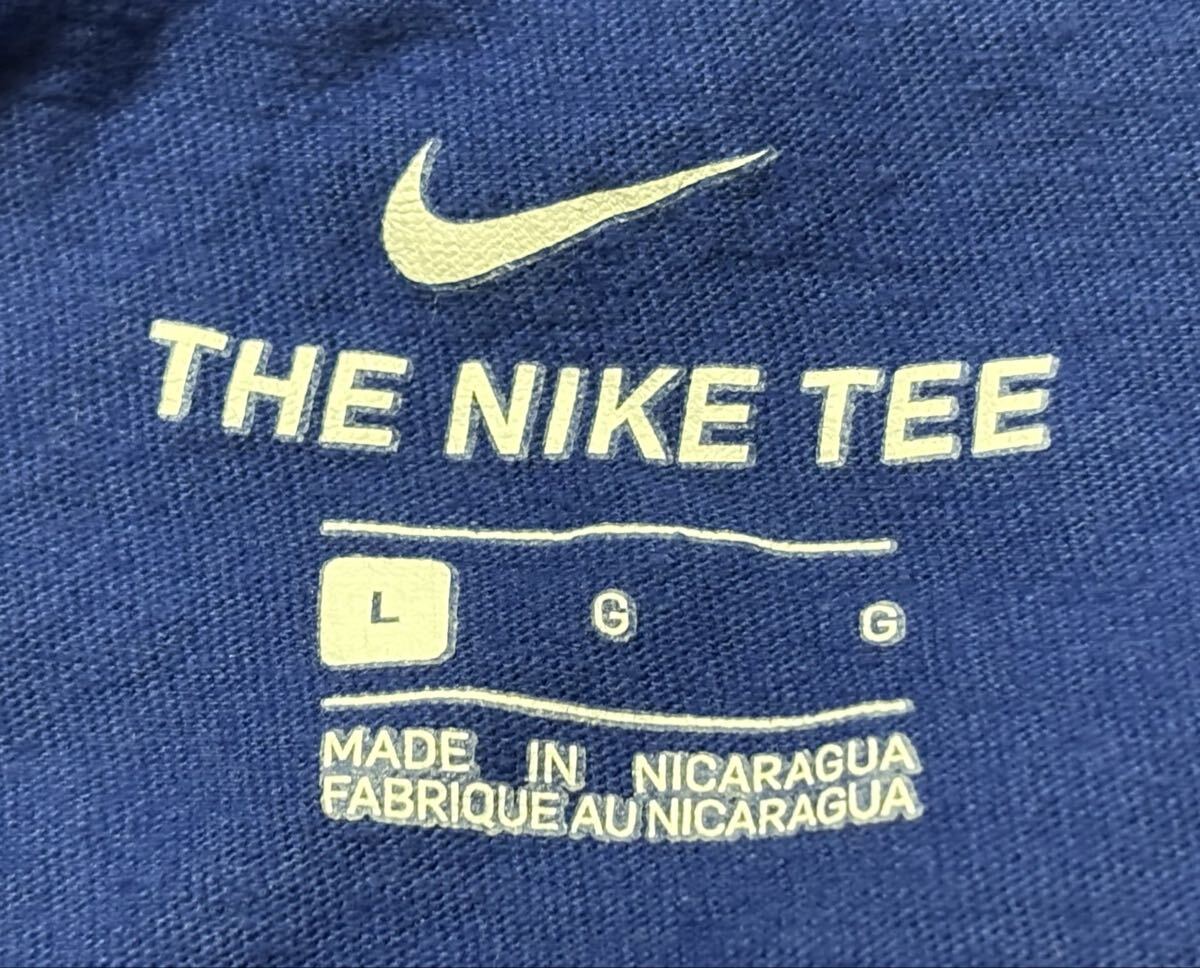 THE NIKE TEE
L G G
MADE IN NICARAGUA
FABRIQUE AU NICARAGUA